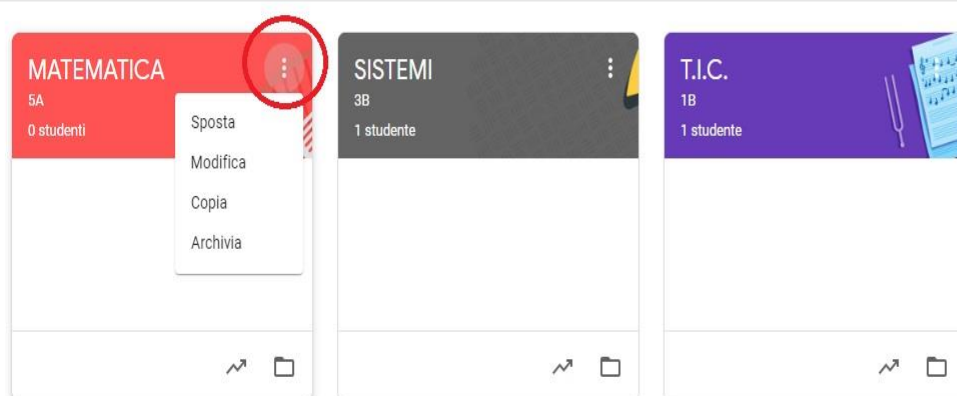 MATEMATICA
5A
0 studenti
Sposta
Modifica
Copia
Archivia
SISTEMI
3B
1 studente
T.I.C.
1B
1 studente